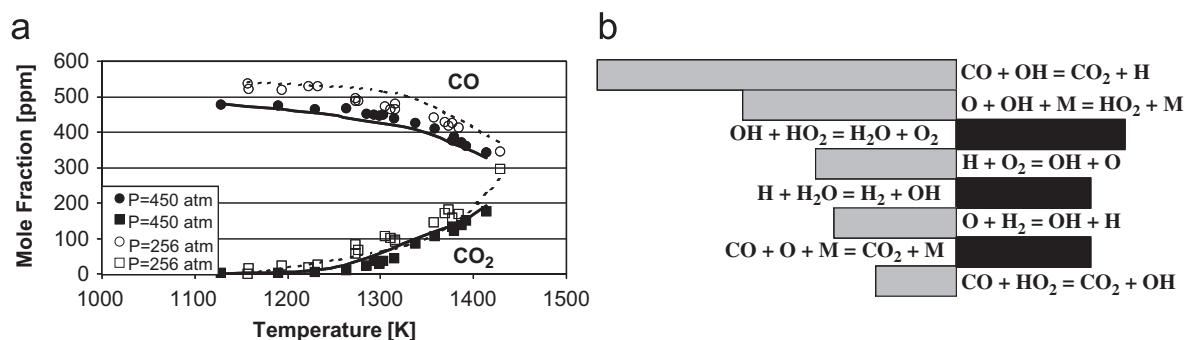 a
Mole Fraction [ppm]
600
500
400
300
200
100
0
CO
CO2
P=450 atm
P=450 atm
P=256 atm
P=256 atm
1000
1100
1200
1300
1400
1500
Temperature [K]
b
CO + OH = CO2 + H
O + OH + M = HO2 + M
OH + HO2 = H2O + O2
H + O2 = OH + O
H + H2O = H2 + OH
O + H2 = OH + H
CO + O + M = CO2 + M
CO + HO2 = CO2 + OH